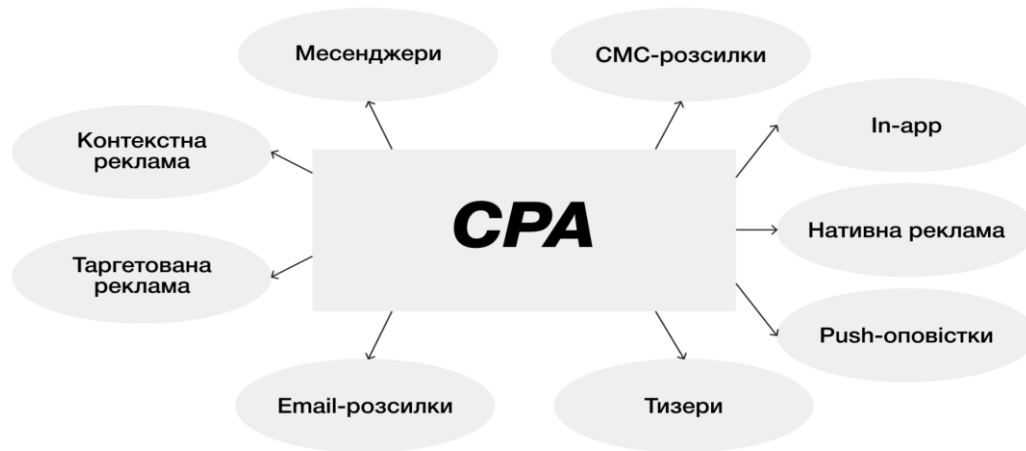 Месенджери
СМС-розсилки
Контекстна
реклама
In-app
CPA
Нативна реклама
Таргетована
реклама
Push-оповістки
Email-розсилки
Тизери